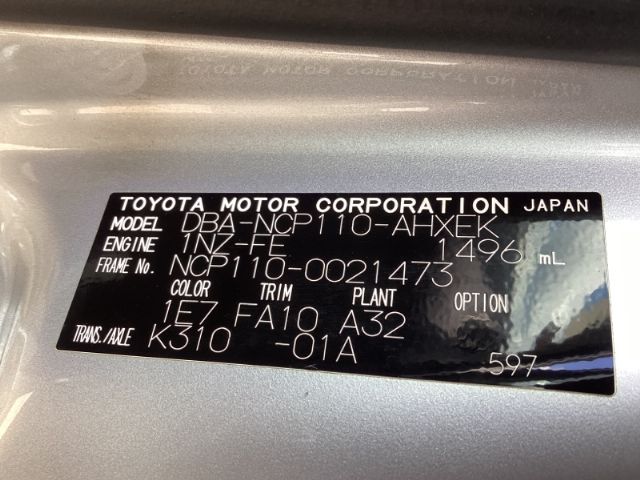 TOYOTA MOTOR CORPORATION JAPAN
MODEL DBA-NCP110-AHXEK
ENGINE 1NZ-FE 1496 mL
FRAME No. NCP110-0021473
COLOR TRIM PLANT OPTION
1E7 FA10 A32
TRANS./AXLE K310 -01A
597